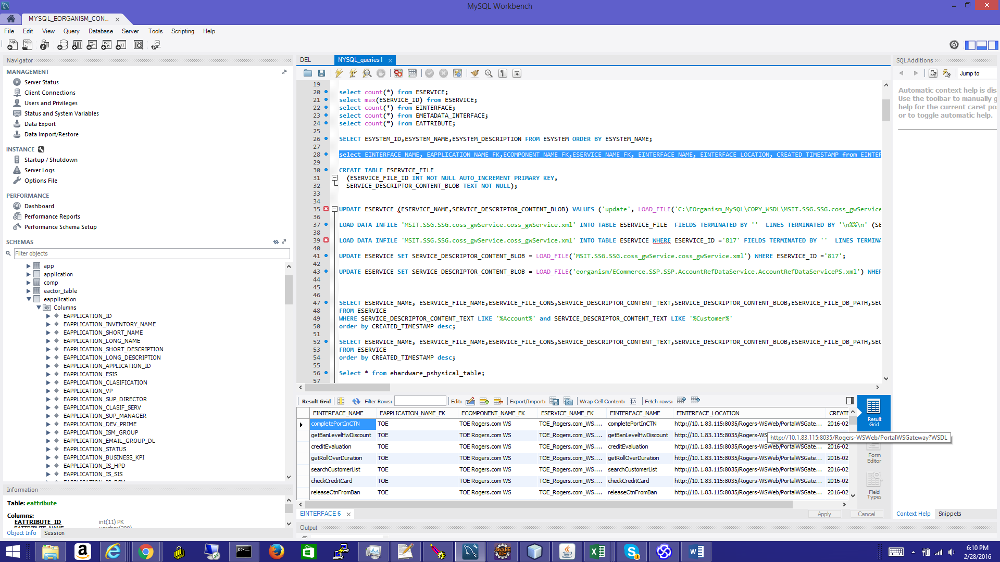 MySQL Workbench
MYSQL_EORGANISM_CON... ×
File Edit View Query Database Server Tools Scripting Help
Navigator
MANAGEMENT
Server Status
Client Connections
Users and Privileges
Status and System Variables
Data Export
Data Import/Restore
INSTANCE
Startup / Shutdown
Server Logs
Options File
PERFORMANCE
Dashboard
Performance Reports
Performance Schema Setup
SCHEMAS
Filter objects
app
application
comp
eactor_table
eapplication
Columns
EAPPLICATION_ID
EAPPLICATION_INVENTORY_NAME
EAPPLICATION_SHORT_NAME
EAPPLICATION_LONG_NAME
EAPPLICATION_SHORT_DESCRIPTION
EAPPLICATION_LONG_DESCRIPTION
EAPPLICATION_APPLICATION_ID
EAPPLICATION_ESIS
EAPPLICATION_CLASIFICATION
EAPPLICATION_VP
EAPPLICATION_SUP_DIRECTOR
EAPPLICATION_CLASIF_SERV
EAPPLICATION_SUP_MANAGER
EAPPLICATION_DEV_PRIME
EAPPLICATION_ISM_GROUP
EAPPLICATION_EMAIL_GROUP_DL
EAPPLICATION_STATUS
EAPPLICATION_BUSINESS_KPI
EAPPLICATION_IS_HPD
EAPPLICATION_IS_SIS
Information
Table: eattribute
Columns:
EATTRIBUTE_ID int(11) PK
EATTRIBUTE_NAME varchar(200)
Object Info Session
DEL NYSQL_queries1 ×
19
20 select count(*) from ESERVICE;
21 select max(ESERVICE_ID) from ESERVICE;
22 select count(*) from EINTERFACE;
23 select count(*) from EMETADATA_INTERFACE;
24 select count(*) from EATTRIBUTE;
25
26 SELECT ESYSTEM_ID,ESYSTEM_NAME,ESYSTEM_DESCRIPTION FROM ESYSTEM ORDER BY ESYSTEM_NAME;
27
28 select EINTERFACE_NAME, EAPPLICATION_NAME_FK,ECOMPONENT_NAME_FK,ESERVICE_NAME_FK, EINTERFACE_NAME, EINTERFACE_LOCATION, CREATED_TIMESTAMP from EINTER
29
30 CREATE TABLE ESERVICE_FILE
31 (ESERVICE_FILE_ID INT NOT NULL AUTO_INCREMENT PRIMARY KEY,
32 SERVICE_DESCRIPTOR_CONTENT_BLOB TEXT NOT NULL);
33
34
35 UPDATE ESERVICE (ESERVICE_NAME,SERVICE_DESCRIPTOR_CONTENT_BLOB) VALUES ('update', LOAD_FILE('C:\EOrganism_MySQL\COPY_WSDL\MSIT.SSG.SSG.coss_gwService
36
37 LOAD DATA INFILE 'MSIT.SSG.SSG.coss_gwService.coss_gwService.xml' INTO TABLE ESERVICE_FILE FIELDS TERMINATED BY '' LINES TERMINATED BY '\n%%\n' (SE
38
39 LOAD DATA INFILE 'MSIT.SSG.SSG.coss_gwService.coss_gwService.xml' INTO TABLE ESERVICE WHERE ESERVICE_ID ='817' FIELDS TERMINATED BY '' LINES TERMINA
40
41 UPDATE ESERVICE SET SERVICE_DESCRIPTOR_CONTENT_BLOB = LOAD_FILE('MSIT.SSG.SSG.coss_gwService.coss_gwService.xml') WHERE ESERVICE_ID ='817';
42
43 UPDATE ESERVICE SET SERVICE_DESCRIPTOR_CONTENT_BLOB = LOAD_FILE('eorganism/ECommerce.SSP.SSP.AccountRefDataService.AccountRefDataServicePS.xml') WHER
44
45
46
47 SELECT ESERVICE_NAME, ESERVICE_FILE_NAME,ESERVICE_FILE_CONS,SERVICE_DESCRIPTOR_CONTENT_TEXT,SERVICE_DESCRIPTOR_CONTENT_BLOB,ESERVICE_FILE_DB_PATH,SEC
48 FROM ESERVICE
49 WHERE SERVICE_DESCRIPTOR_CONTENT_TEXT LIKE '%Account%' and SERVICE_DESCRIPTOR_CONTENT_TEXT LIKE '%Customer%'
50 order by CREATED_TIMESTAMP desc;
51
52 SELECT ESERVICE_NAME, ESERVICE_FILE_NAME,ESERVICE_FILE_CONS,SERVICE_DESCRIPTOR_CONTENT_TEXT,SERVICE_DESCRIPTOR_CONTENT_BLOB,ESERVICE_FILE_DB_PATH,SEC
53 FROM ESERVICE
54 order by CREATED_TIMESTAMP desc;
55
56 Select * from ehardware_pshysical_table;
57
Result Grid Filter Rows: Edit: Export/Import: Wrap Cell Content: Fetch rows:
EINTERFACE_NAME EAPPLICATION_NAME_FK ECOMPONENT_NAME_FK ESERVICE_NAME_FK EINTERFACE_NAME EINTERFACE_LOCATION CREATE
completePortInCTN TOE TOE Rogers.com WS TOE_Rogers.com_WS.... completePortInCTN http://10.1.83.115:8035/Rogers-WSWeb/PortalWSGate... 2016-02
getBanLevelHwDiscount TOE TOE Rogers.com WS TOE_Rogers.com_WS.... getBanLevelHwDiscount http://10.1.83.115:8035/Rogers-WSWeb/PortalWSGate... 2016-02
http://10.1.83.115:8035/Rogers-WSWeb/PortalWSGateway?WSDL
creditEvaluation TOE TOE Rogers.com WS TOE_Rogers.com_WS.... creditEvaluation http://10.1.83.115:8035/Rogers-WSWeb/PortalWSGate... 2016-02
getRollOverDuration TOE TOE Rogers.com WS TOE_Rogers.com_WS.... getRollOverDuration http://10.1.83.115:8035/Rogers-WSWeb/PortalWSGate... 2016-02
searchCustomerList TOE TOE Rogers.com WS TOE_Rogers.com_WS.... searchCustomerList http://10.1.83.115:8035/Rogers-WSWeb/PortalWSGate... 2016-02
checkCreditCard TOE TOE Rogers.com WS TOE_Rogers.com_WS.... checkCreditCard http://10.1.83.115:8035/Rogers-WSWeb/PortalWSGate... 2016-02
releaseCtnFromBan TOE TOE Rogers.com WS TOE_Rogers.com_WS.... releaseCtnFromBan http://10.1.83.115:8035/Rogers-WSWeb/PortalWSGate... 2016-02
Result
Grid
Form
Editor
Field
Types
EINTERFACE 6 × Apply Cancel
Output
SQLAdditions
Jump to
Automatic context help is dis
Use the toolbar to manually g
help for the current caret po
or to toggle automatic help.
Context Help Snippets
6:10 PM
2/28/2016